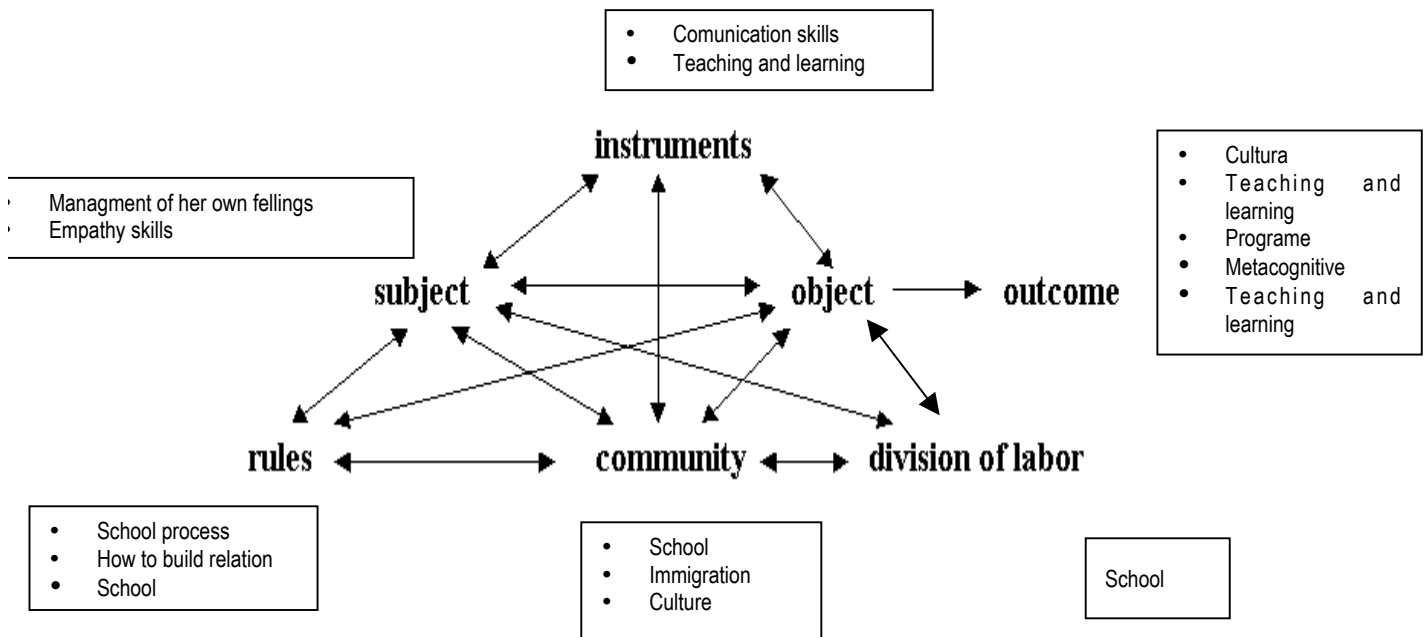 • Comunication skills
• Teaching and learning
instruments
• Managment of her own fellings
• Empathy skills
• Cultura
• Teaching and
learning
• Programe
• Metacognitive
• Teaching and
learning
subject
object
outcome
rules
community
division of labor
• School process
• How to build relation
• School
• School
• Immigration
• Culture
School